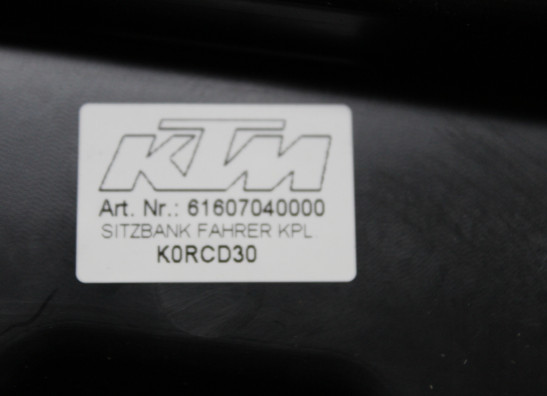 KTM
Art. Nr.: 61607040000
SITZBANK FAHRER KPL.
K0RCD30